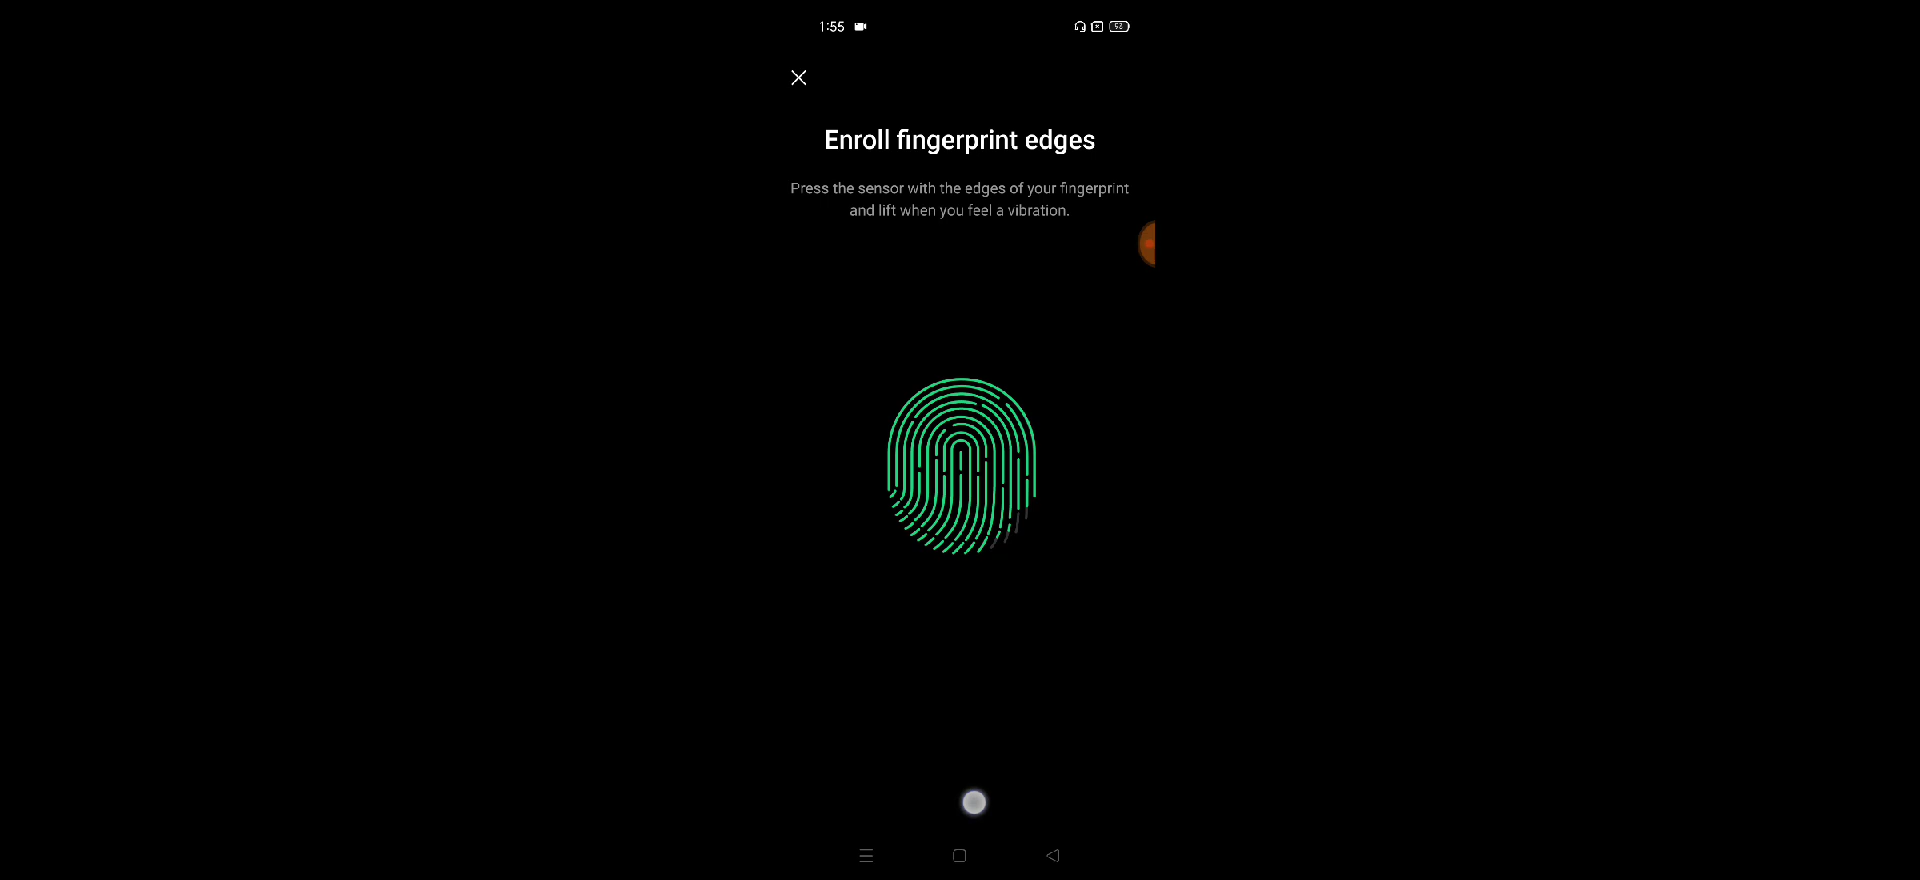 1:55
Enroll fingerprint edges
Press the sensor with the edges of your fingerprint
and lift when you feel a vibration.